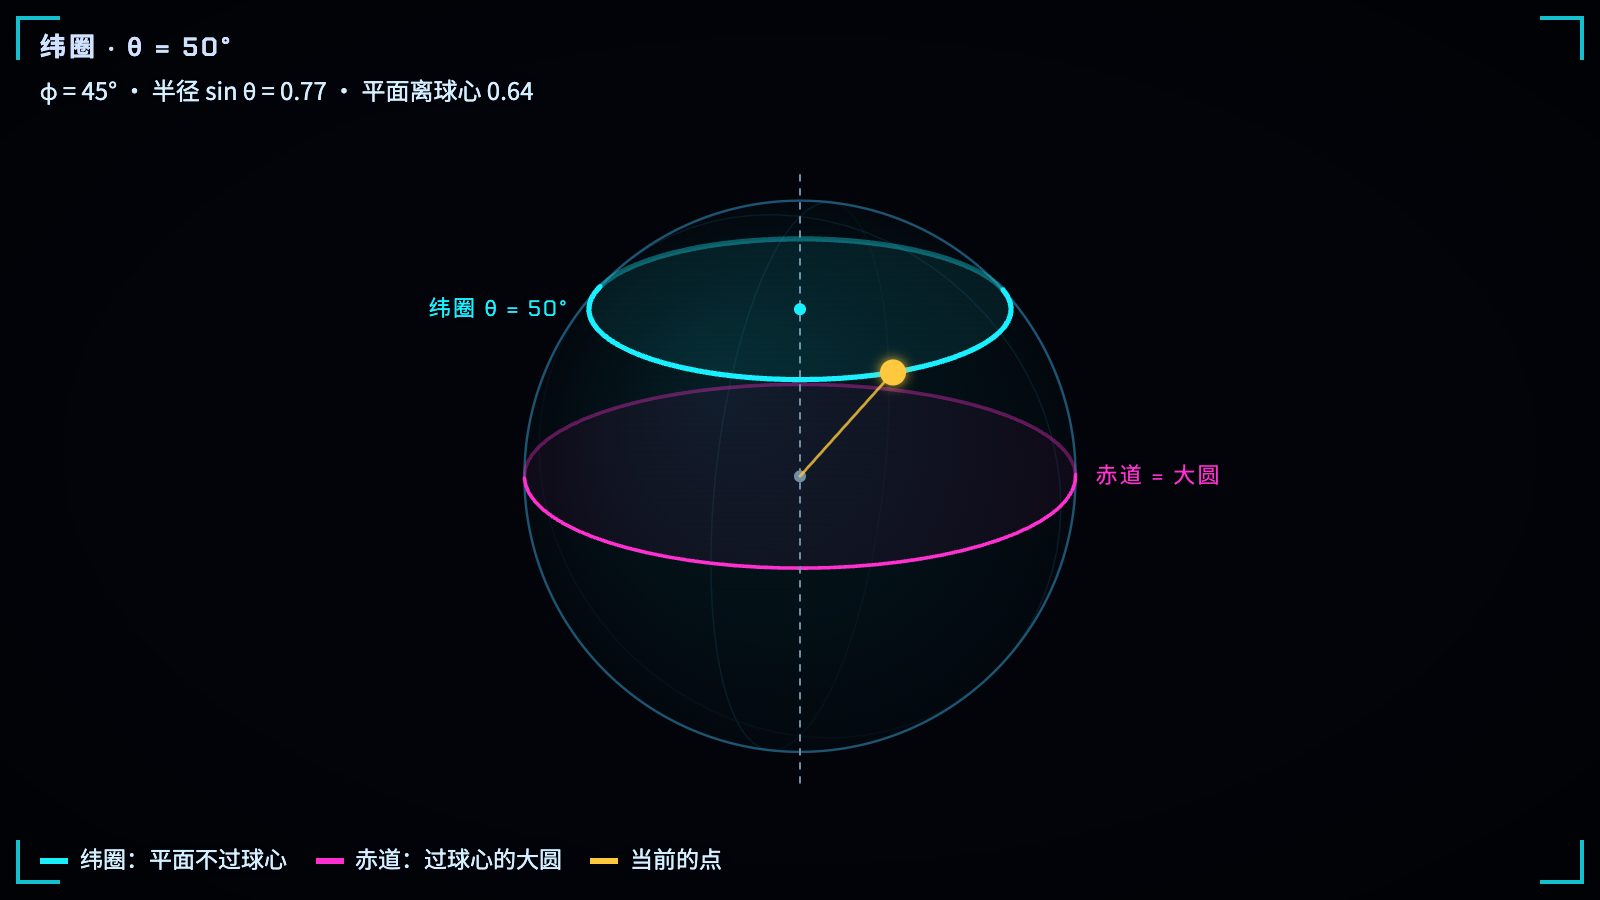 纬圈 · θ = 50°
ϕ = 45° · 半径 sin θ = 0.77 · 平面离球心 0.64
纬圈 θ = 50°
赤道 = 大圆
纬圈：平面不过球心 赤道：过球心的大圆 当前的点